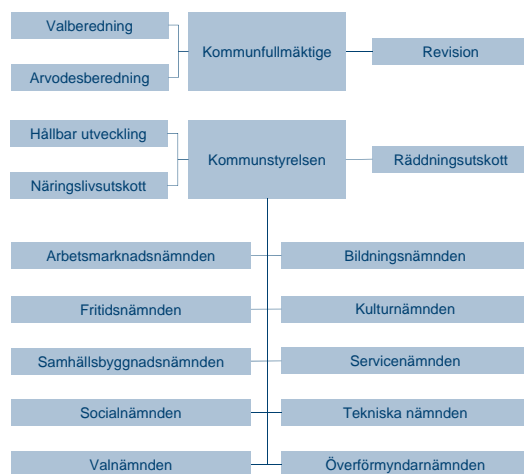 Valberedning
Kommunfullmäktige
Revision
Arvodesberedning
Hållbar utveckling
Kommunstyrelsen
Räddningsutskott
Näringslivsutskott
Arbetsmarknadsnämnden
Bildningsnämnden
Fritidsnämnden
Kulturnämnden
Samhällsbyggnadsnämnden
Servicenämnden
Socialnämnden
Tekniska nämnden
Valnämnden
Överförmyndarnämnden